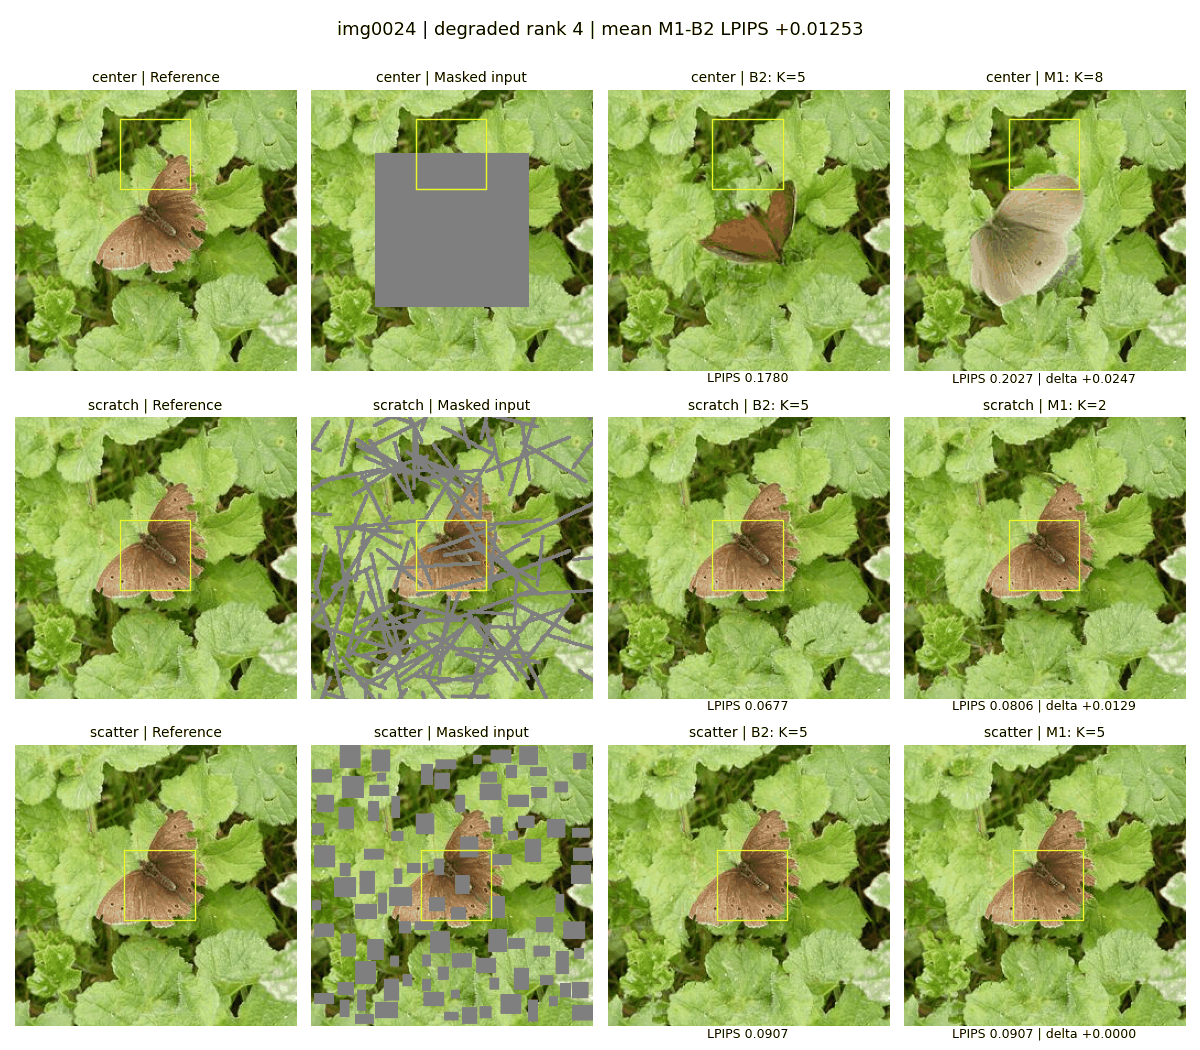 img0024 | degraded rank 4 | mean M1-B2 LPIPS +0.01253
center | Reference
center | Masked input
center | B2: K=5
center | M1: K=8
LPIPS 0.1780
LPIPS 0.2027 | delta +0.0247
scratch | Reference
scratch | Masked input
scratch | B2: K=5
scratch | M1: K=2
LPIPS 0.0677
LPIPS 0.0806 | delta +0.0129
scatter | Reference
scatter | Masked input
scatter | B2: K=5
scatter | M1: K=5
LPIPS 0.0907
LPIPS 0.0907 | delta +0.0000